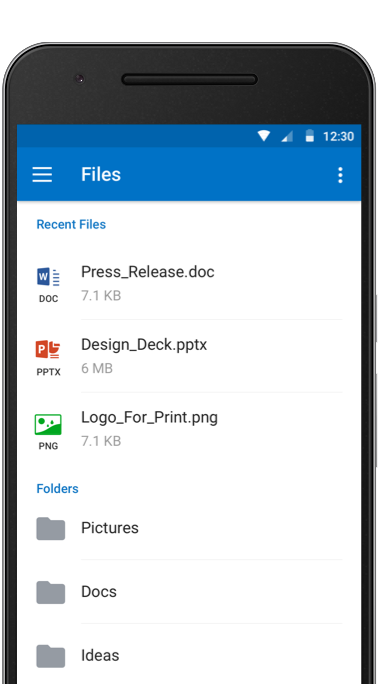 12:30
Files
Recent Files
W
DOC
Press_Release.doc
7.1 KB
P
PPTX
Design_Deck.pptx
6 MB
PNG
Logo_For_Print.png
7.1 KB
Folders
Pictures
Docs
Ideas